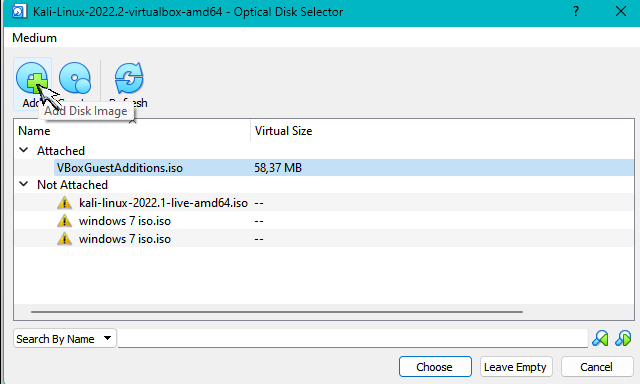 Kali-Linux-2022.2-virtualbox-amd64 - Optical Disk Selector
Medium
Add Refresh
Add Disk Image
Name Virtual Size
Attached
VBoxGuestAdditions.iso 58,37 MB
Not Attached
kali-linux-2022.1-live-amd64.iso --
windows 7 iso.iso --
windows 7 iso.iso --
Search By Name
Choose Leave Empty Cancel